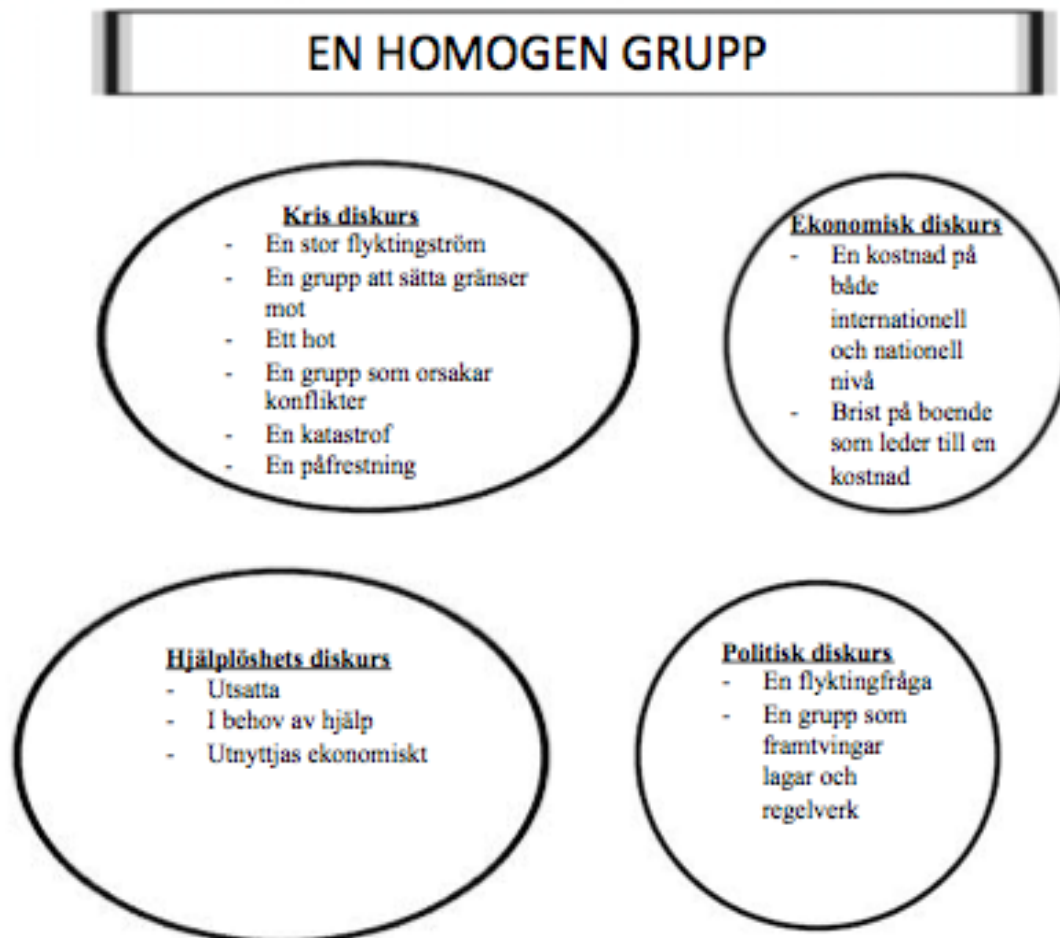 EN HOMOGEN GRUPP
Kris diskurs
- En stor flyktingström
- En grupp att sätta gränser
mot
- Ett hot
- En grupp som orsakar
konflikter
- En katastrof
- En påfrestning
Ekonomisk diskurs
- En kostnad på
både
internationell
och nationell
nivå
- Brist på boende
som leder till en
kostnad
Hjälplöshets diskurs
- Utsatta
- I behov av hjälp
- Utnyttjas ekonomiskt
Politisk diskurs
- En flyktingfråga
- En grupp som
framtvingar
lagar och
regelverk